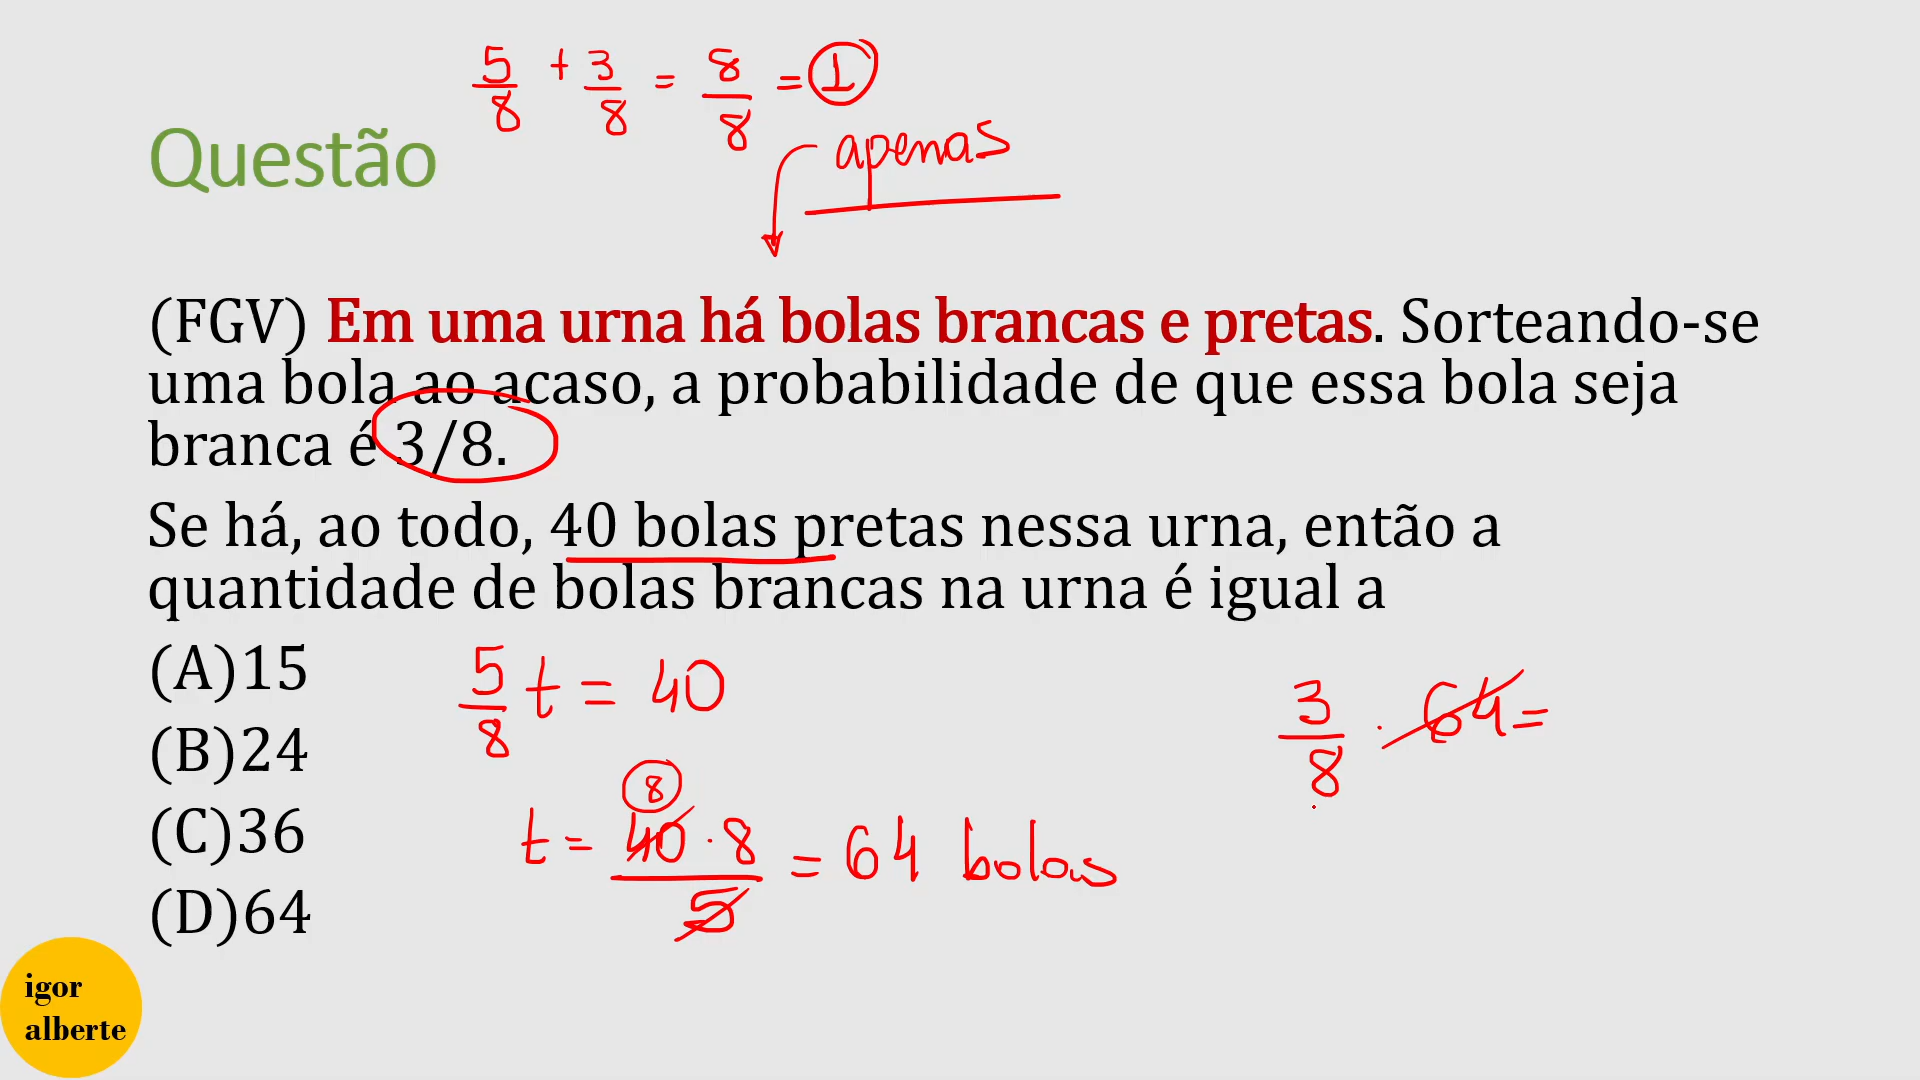 5/8 + 3/8 = 8/8 = 1
Questão
apenas
(FGV) Em uma urna há bolas brancas e pretas. Sorteando-se
uma bola ao acaso, a probabilidade de que essa bola seja
branca é 3/8.
Se há, ao todo, 40 bolas pretas nessa urna, então a
quantidade de bolas brancas na urna é igual a
(A)15
(B)24
(C)36
(D)64
5/8 t = 40
8
t = 40 · 8 / 5 = 64 bolas
3/8 · 64 =
igor
alberte